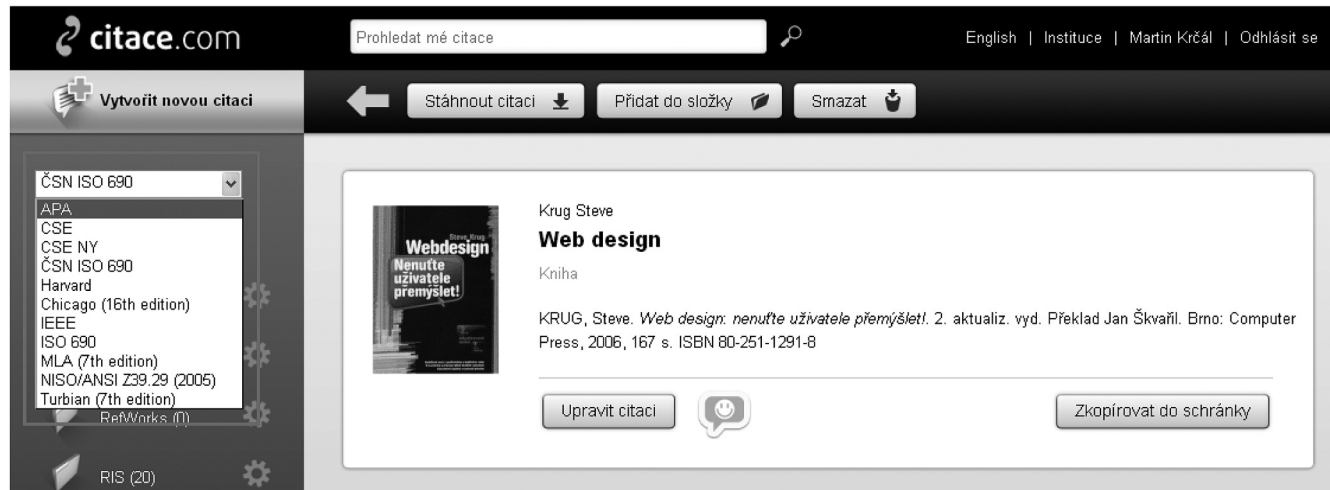 citace.com
Prohledat mé citace
English | Instituce | Martin Krčál | Odhlásit se
Vytvořit novou citaci
Stáhnout citaci
Přidat do složky
Smazat
ČSN ISO 690
APA
CSE
CSE NY
ČSN ISO 690
Harvard
Chicago (16th edition)
IEEE
ISO 690
MLA (7th edition)
NISO/ANSI Z39.29 (2005)
Turbian (7th edition)
RefWorks (0)
RIS (20)
Steve Krug
Webdesign
Nenuťte
uživatele
přemýšlet!
Krug Steve
Web design
Kniha
KRUG, Steve. Web design: nenuťte uživatele přemýšlet!. 2. aktualiz. vyd. Překlad Jan Škvařil. Brno: Computer
Press, 2006, 167 s. ISBN 80-251-1291-8
Upravit citaci
Zkopírovat do schránky